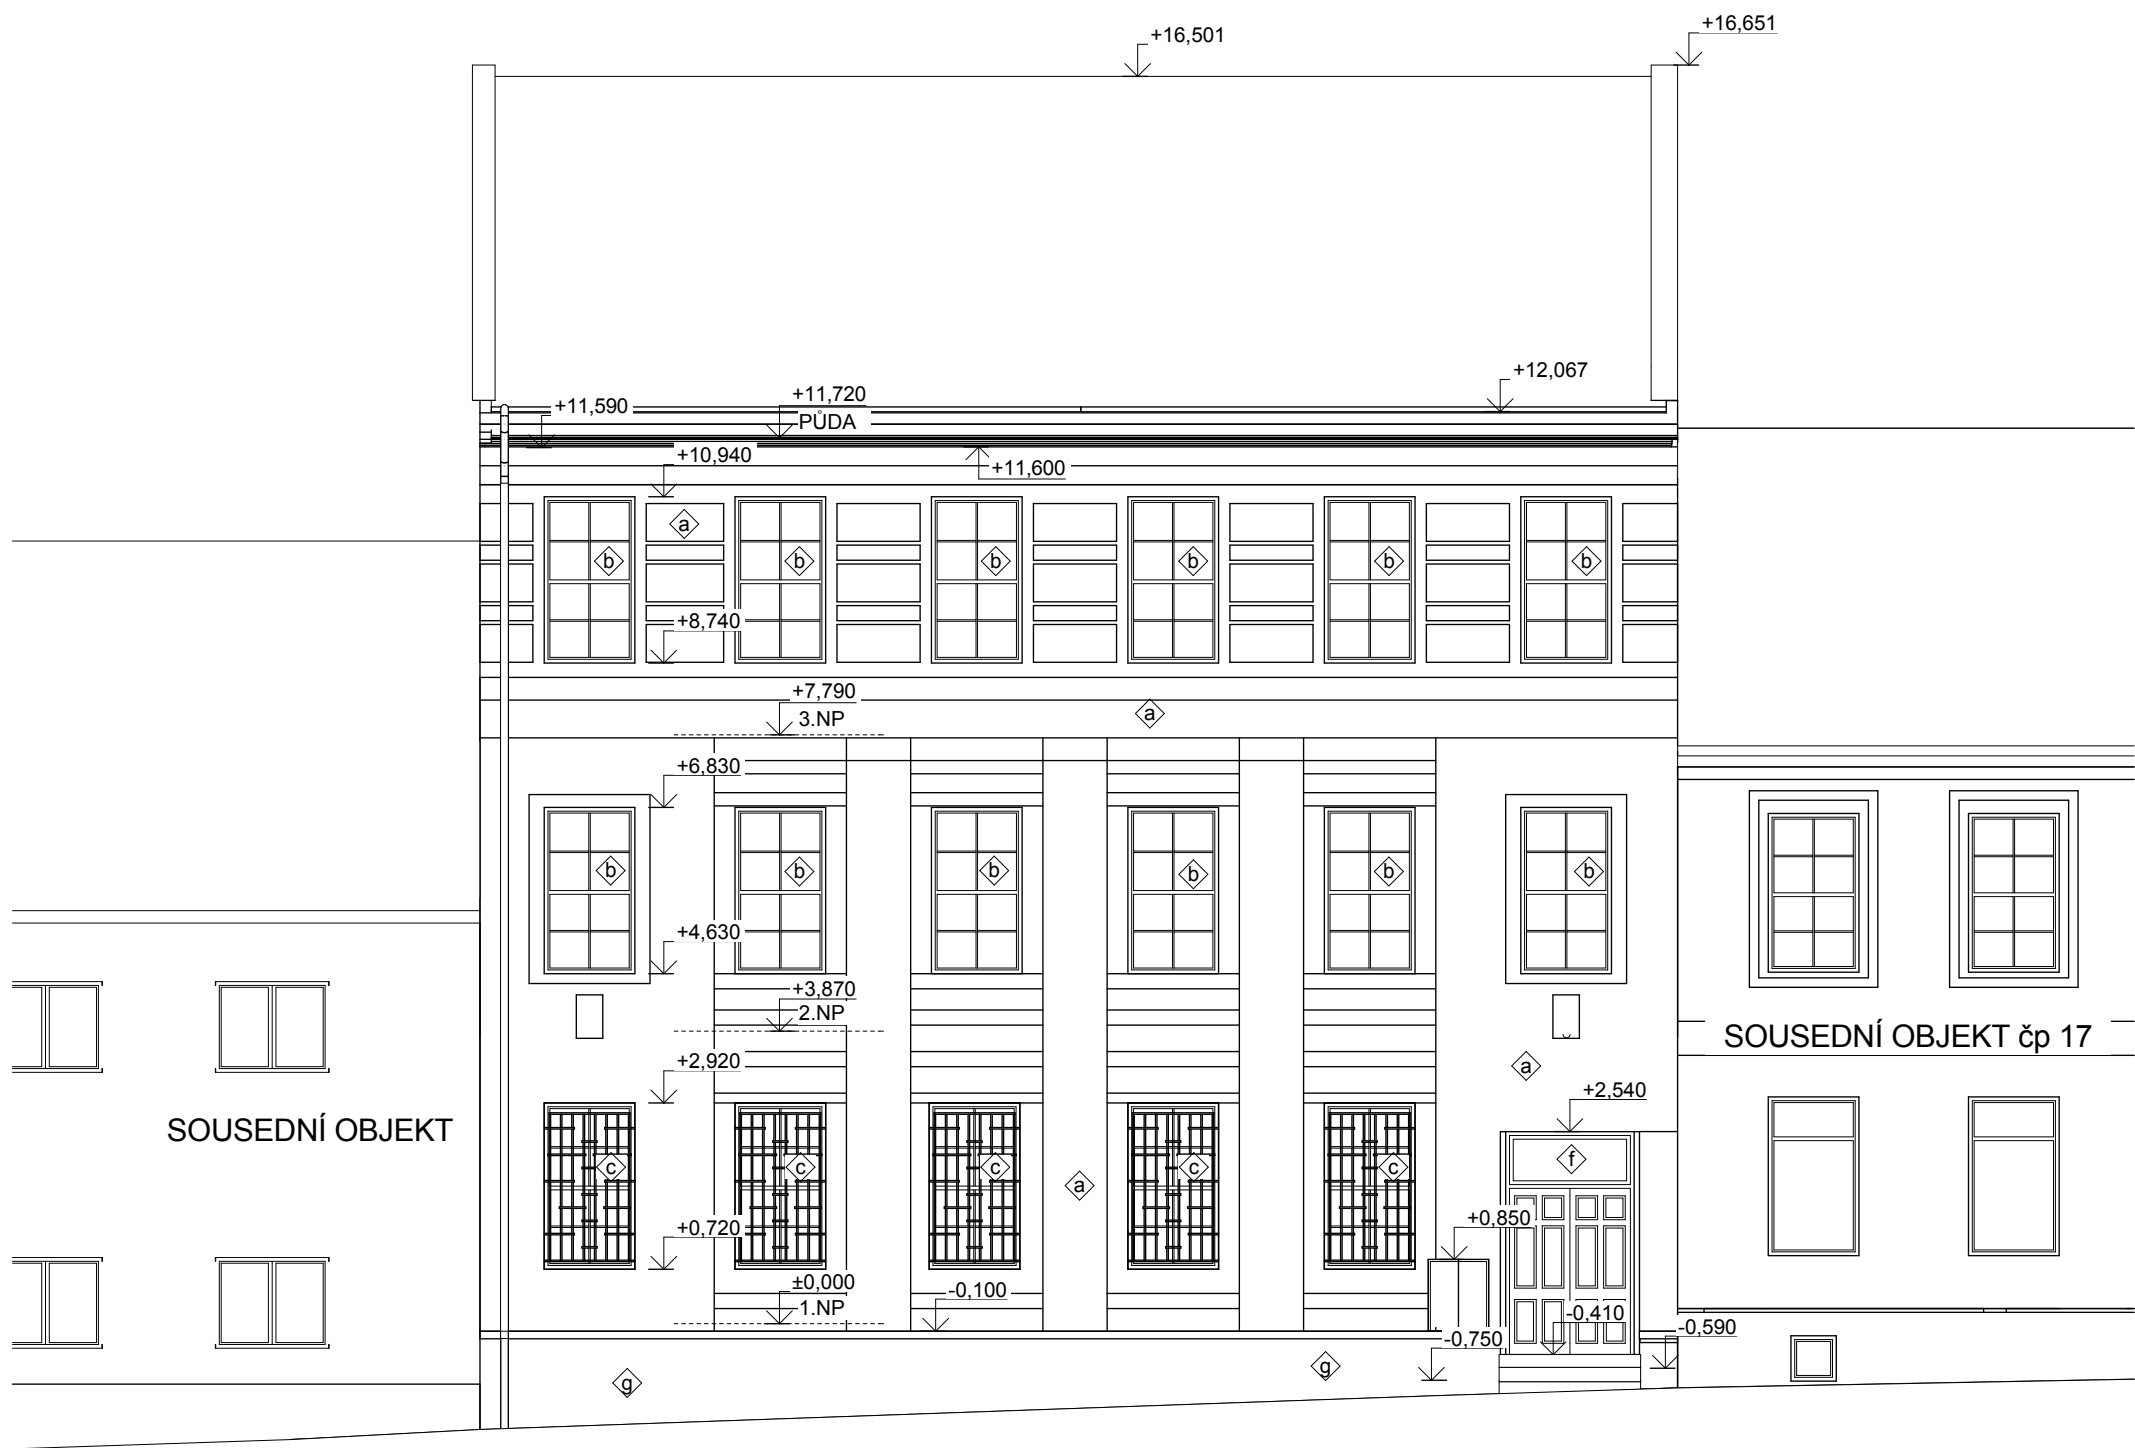 +16,501
+16,651
+12,067
+11,590
+11,720
PŮDA
+10,940
+11,600
a
b b b b b b
+8,740
+7,790
3.NP
a
+6,830
b b b b b b
+4,630
+3,870
2.NP
SOUSEDNÍ OBJEKT čp 17
+2,920
a
+2,540
SOUSEDNÍ OBJEKT
c c c c c
f
a
+0,720
+0,850
±0,000
1.NP
-0,100
-0,410
-0,750
-0,590
g
g